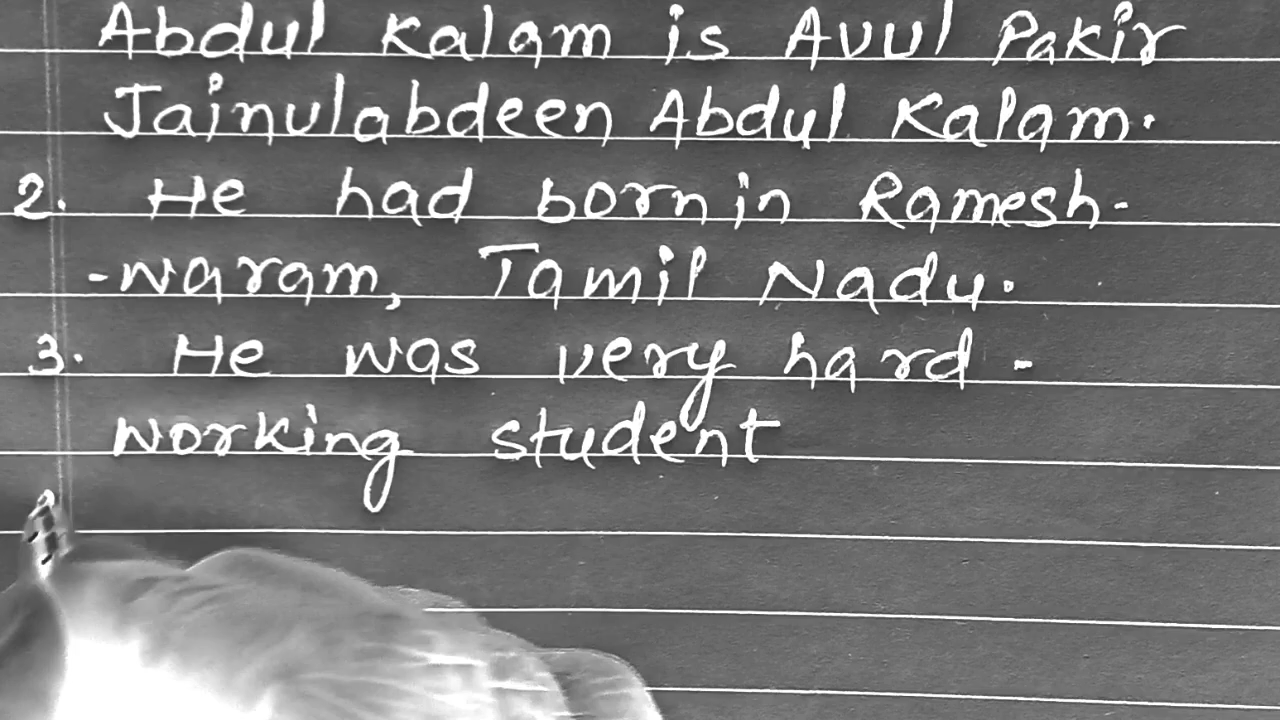 Abdul Kalam is Avul Pakir
Jainulabdeen Abdul Kalam.
2. He had born in Ramesh-
-waram, Tamil Nadu.
3. He was very hard-
working student